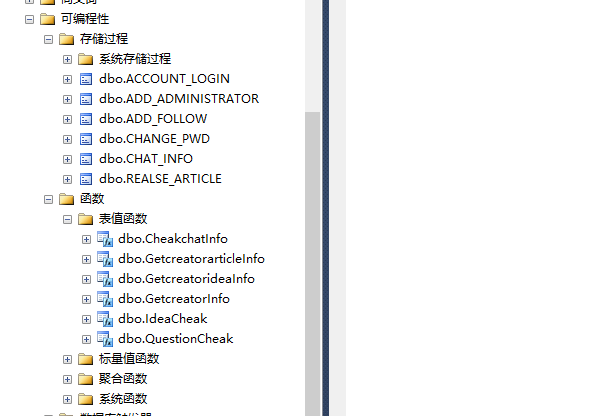 可编程性
存储过程
系统存储过程
dbo.ACCOUNT_LOGIN
dbo.ADD_ADMINISTRATOR
dbo.ADD_FOLLOW
dbo.CHANGE_PWD
dbo.CHAT_INFO
dbo.REALSE_ARTICLE
函数
表值函数
dbo.CheakchatInfo
dbo.GetcreatorarticleInfo
dbo.GetcreatorideaInfo
dbo.GetcreatorInfo
dbo.IdeaCheak
dbo.QuestionCheak
标量值函数
聚合函数
系统函数